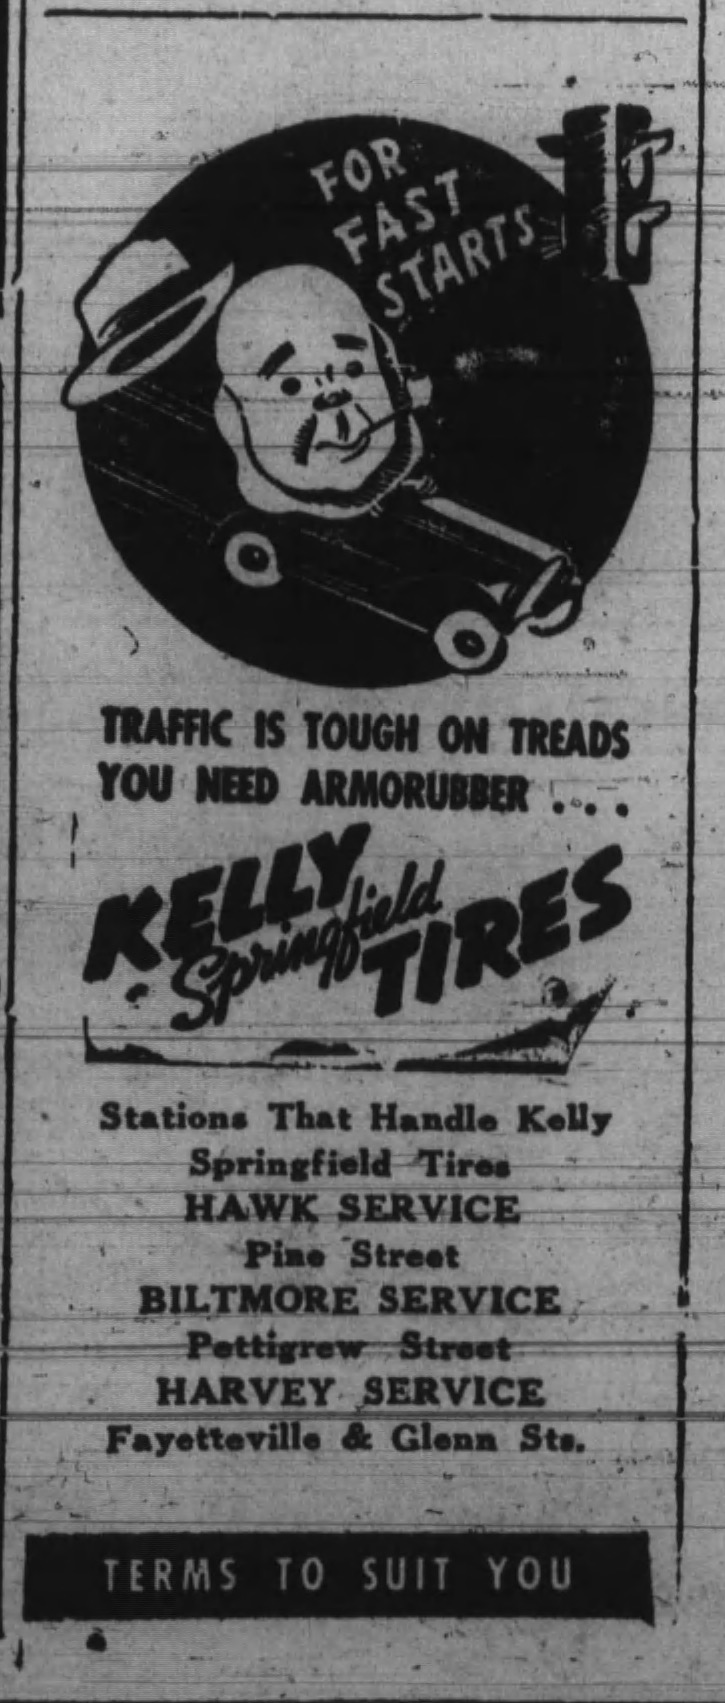 FOR
FAST
STARTS
TRAFFIC IS TOUGH ON TREADS
YOU NEED ARMORUBBER . . . .
KELLY
Springfield
TIRES
Stations That Handle Kelly
Springfield Tires
HAWK SERVICE
Pine Street
BILTMORE SERVICE
Pettigrew Street
HARVEY SERVICE
Fayetteville & Glenn Sts.
TERMS TO SUIT YOU